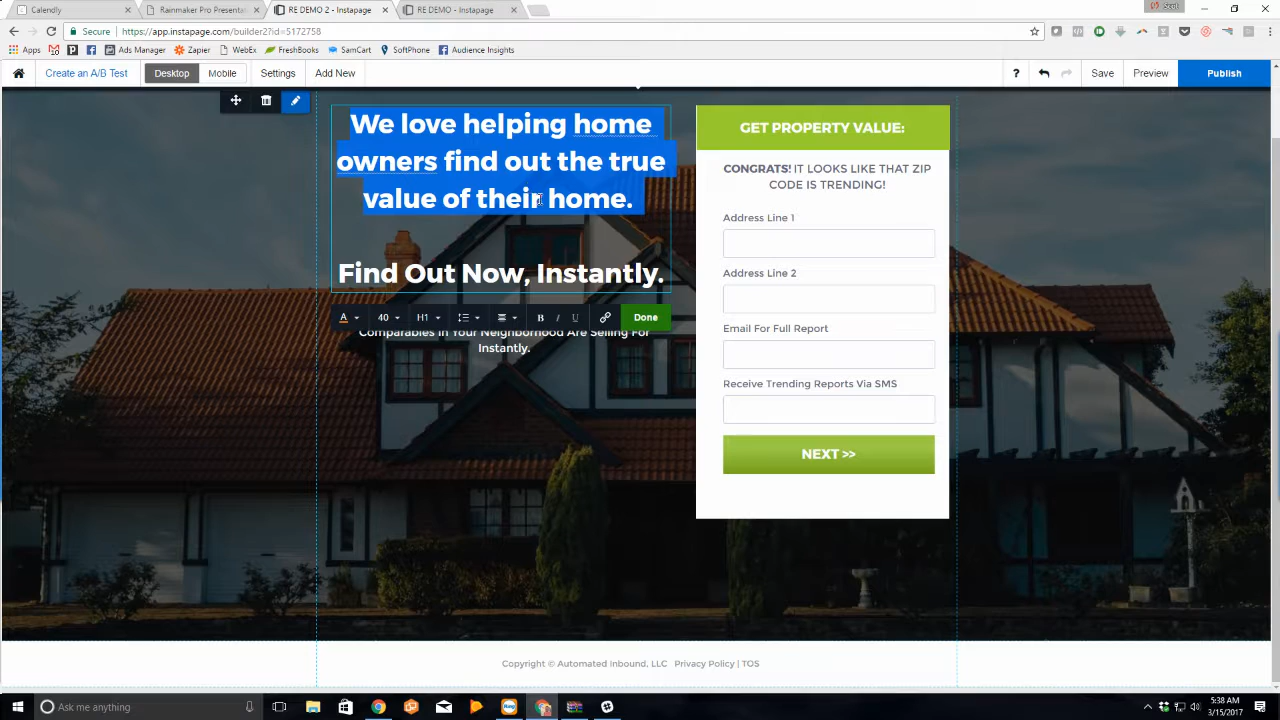 Calendly
Rainmaker Pro Presenta
RE DEMO 2 - Instapage
RE DEMO - Instapage
Secure
https://app.instapage.com/builder2?id=5172758
Apps
Ads Manager
Zapier
WebEx
FreshBooks
SamCart
SoftPhone
Audience Insights
Create an A/B Test
Desktop
Mobile
Settings
Add New
?
Save
Preview
Publish
We love helping home
owners find out the true
value of their home.
Find Out Now, Instantly.
A
40
H1
B
I
U
Done
Comparables In Your Neighborhood Are Selling For
Instantly.
GET PROPERTY VALUE:
CONGRATS! IT LOOKS LIKE THAT ZIP
CODE IS TRENDING!
Address Line 1
Address Line 2
Email For Full Report
Receive Trending Reports Via SMS
NEXT >>
Copyright © Automated Inbound, LLC Privacy Policy | TOS
Ask me anything
5:38 AM
3/15/2017